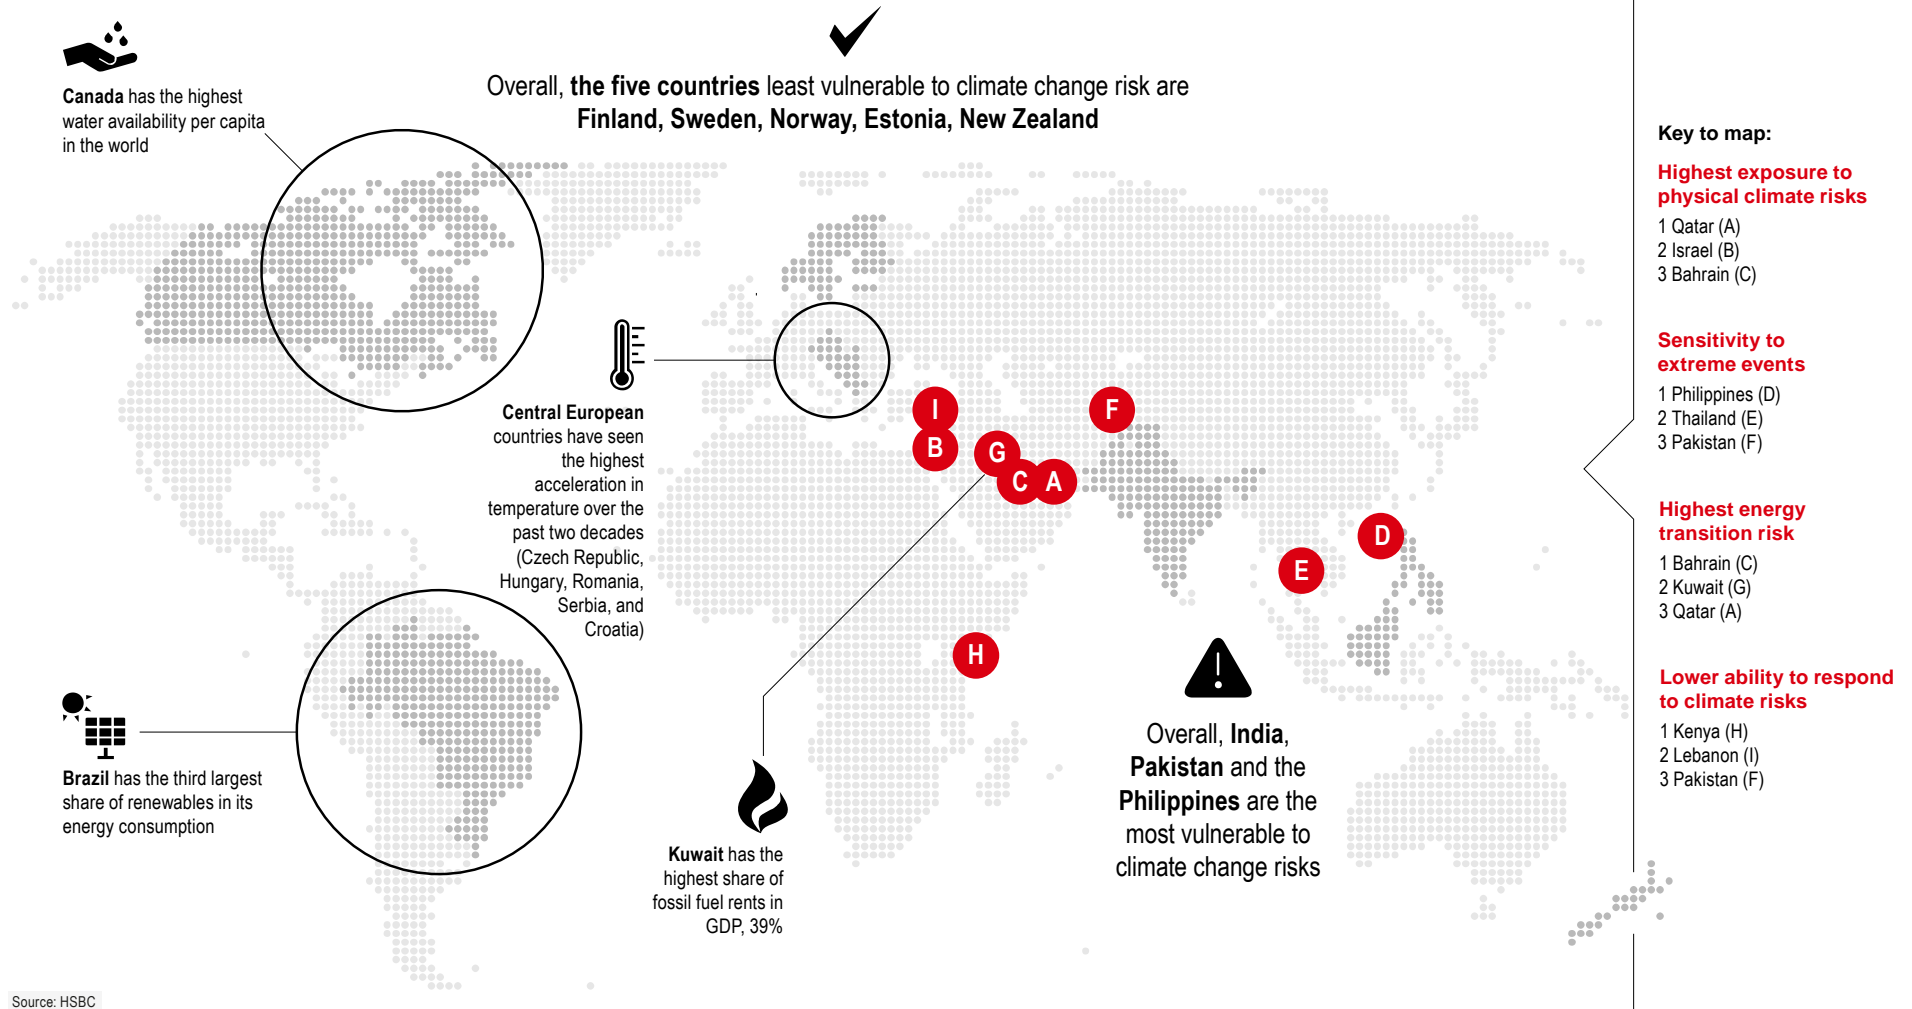 Canada has the highest
water availability per capita
in the world
Overall, the five countries least vulnerable to climate change risk are
Finland, Sweden, Norway, Estonia, New Zealand
Central European
countries have seen
the highest
acceleration in
temperature over the
past two decades
(Czech Republic,
Hungary, Romania,
Serbia, and
Croatia)
I
B
G
C
A
F
D
E
H
Brazil has the third largest
share of renewables in its
energy consumption
Kuwait has the
highest share of
fossil fuel rents in
GDP, 39%
Overall, India,
Pakistan and the
Philippines are the
most vulnerable to
climate change risks
Key to map:
Highest exposure to
physical climate risks
1 Qatar (A)
2 Israel (B)
3 Bahrain (C)
Sensitivity to
extreme events
1 Philippines (D)
2 Thailand (E)
3 Pakistan (F)
Highest energy
transition risk
1 Bahrain (C)
2 Kuwait (G)
3 Qatar (A)
Lower ability to respond
to climate risks
1 Kenya (H)
2 Lebanon (I)
3 Pakistan (F)
Source: HSBC